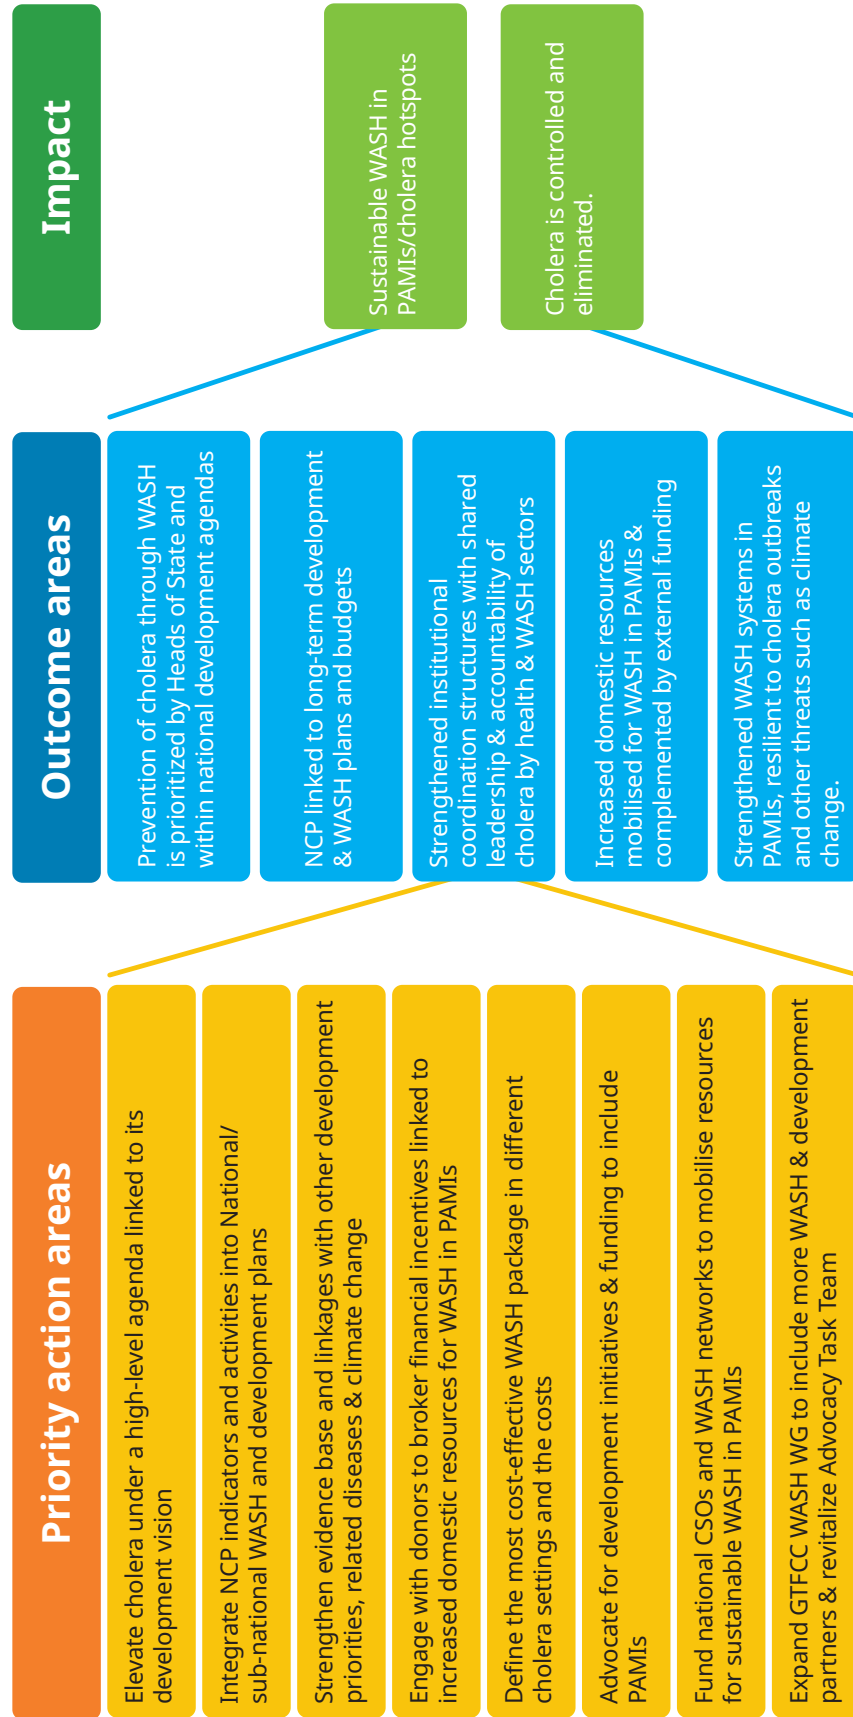 Priority action areas
Elevate cholera under a high-level agenda linked to its
development vision
Integrate NCP indicators and activities into National/
sub-national WASH and development plans
Strengthen evidence base and linkages with other development
priorities, related diseases & climate change
Engage with donors to broker financial incentives linked to
increased domestic resources for WASH in PAMIs
Define the most cost-effective WASH package in different
cholera settings and the costs
Advocate for development initiatives & funding to include
PAMIs
Fund national CSOs and WASH networks to mobilise resources
for sustainable WASH in PAMIs
Expand GTFCC WASH WG to include more WASH & development
partners & revitalize Advocacy Task Team
Outcome areas
Prevention of cholera through WASH
is prioritized by Heads of State and
within national development agendas
NCP linked to long-term development
& WASH plans and budgets
Strengthened institutional
coordination structures with shared
leadership & accountability of
cholera by health & WASH sectors
Increased domestic resources
mobilised for WASH in PAMIs &
complemented by external funding
Strengthened WASH systems in
PAMIs, resilient to cholera outbreaks
and other threats such as climate
change.
Impact
Sustainable WASH in
PAMIs/cholera hotspots
Cholera is controlled and
eliminated.